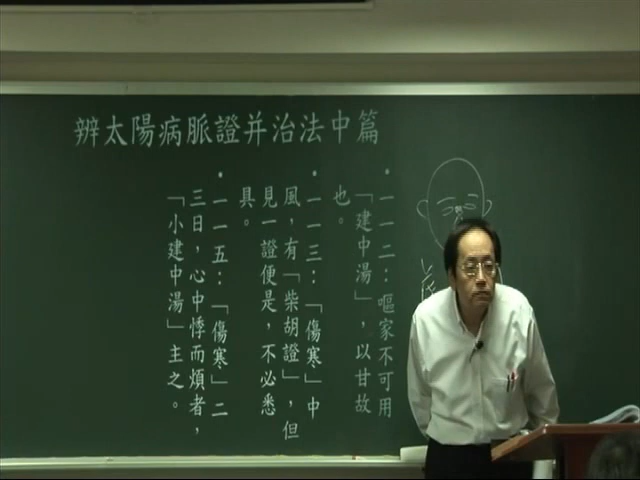 辨太陽病脈證并治法中篇
•一一二：嘔家不可用
「建中湯」，以甘故
也。
•一一三：「傷寒」中
風，有「柴胡證」，但
見一證便是，不必悉
具。
•一一五：「傷寒」二
三日，心中悸而煩者，
「小建中湯」主之。